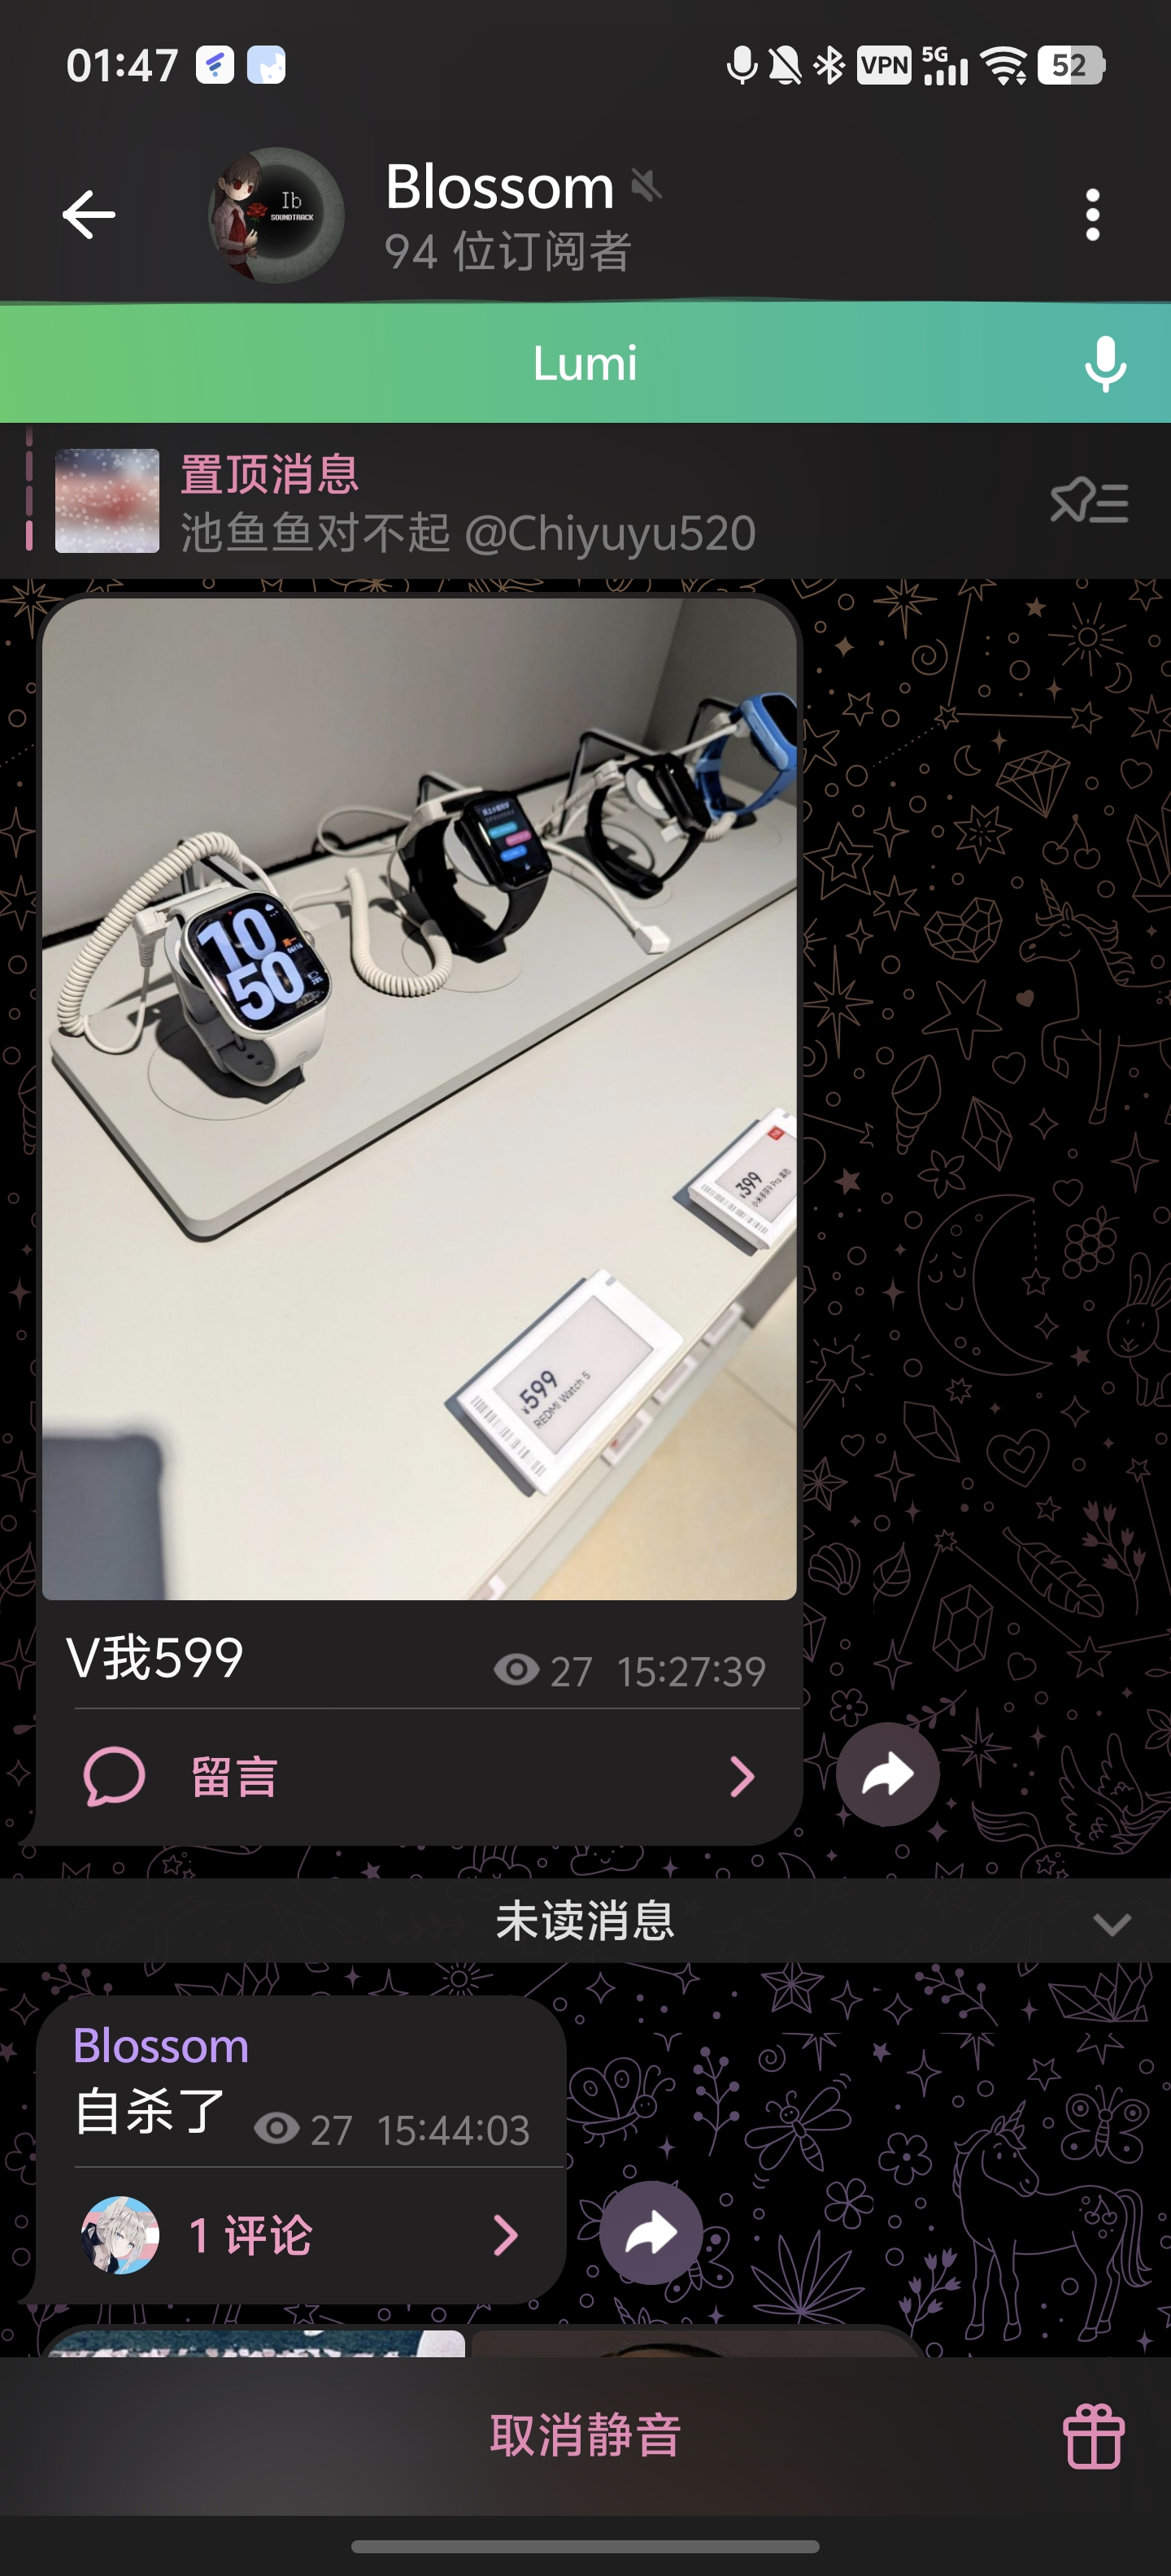 01:47
VPN
5G
52
Ib
SOUNDTRACK
Blossom
94 位订阅者
Lumi
置顶消息
池鱼鱼对不起 @Chiyuyu520
10
50
¥399
¥599
REDMI Watch 5
V我599
27 15:27:39
留言
未读消息
Blossom
自杀了
27 15:44:03
1 评论
取消静音